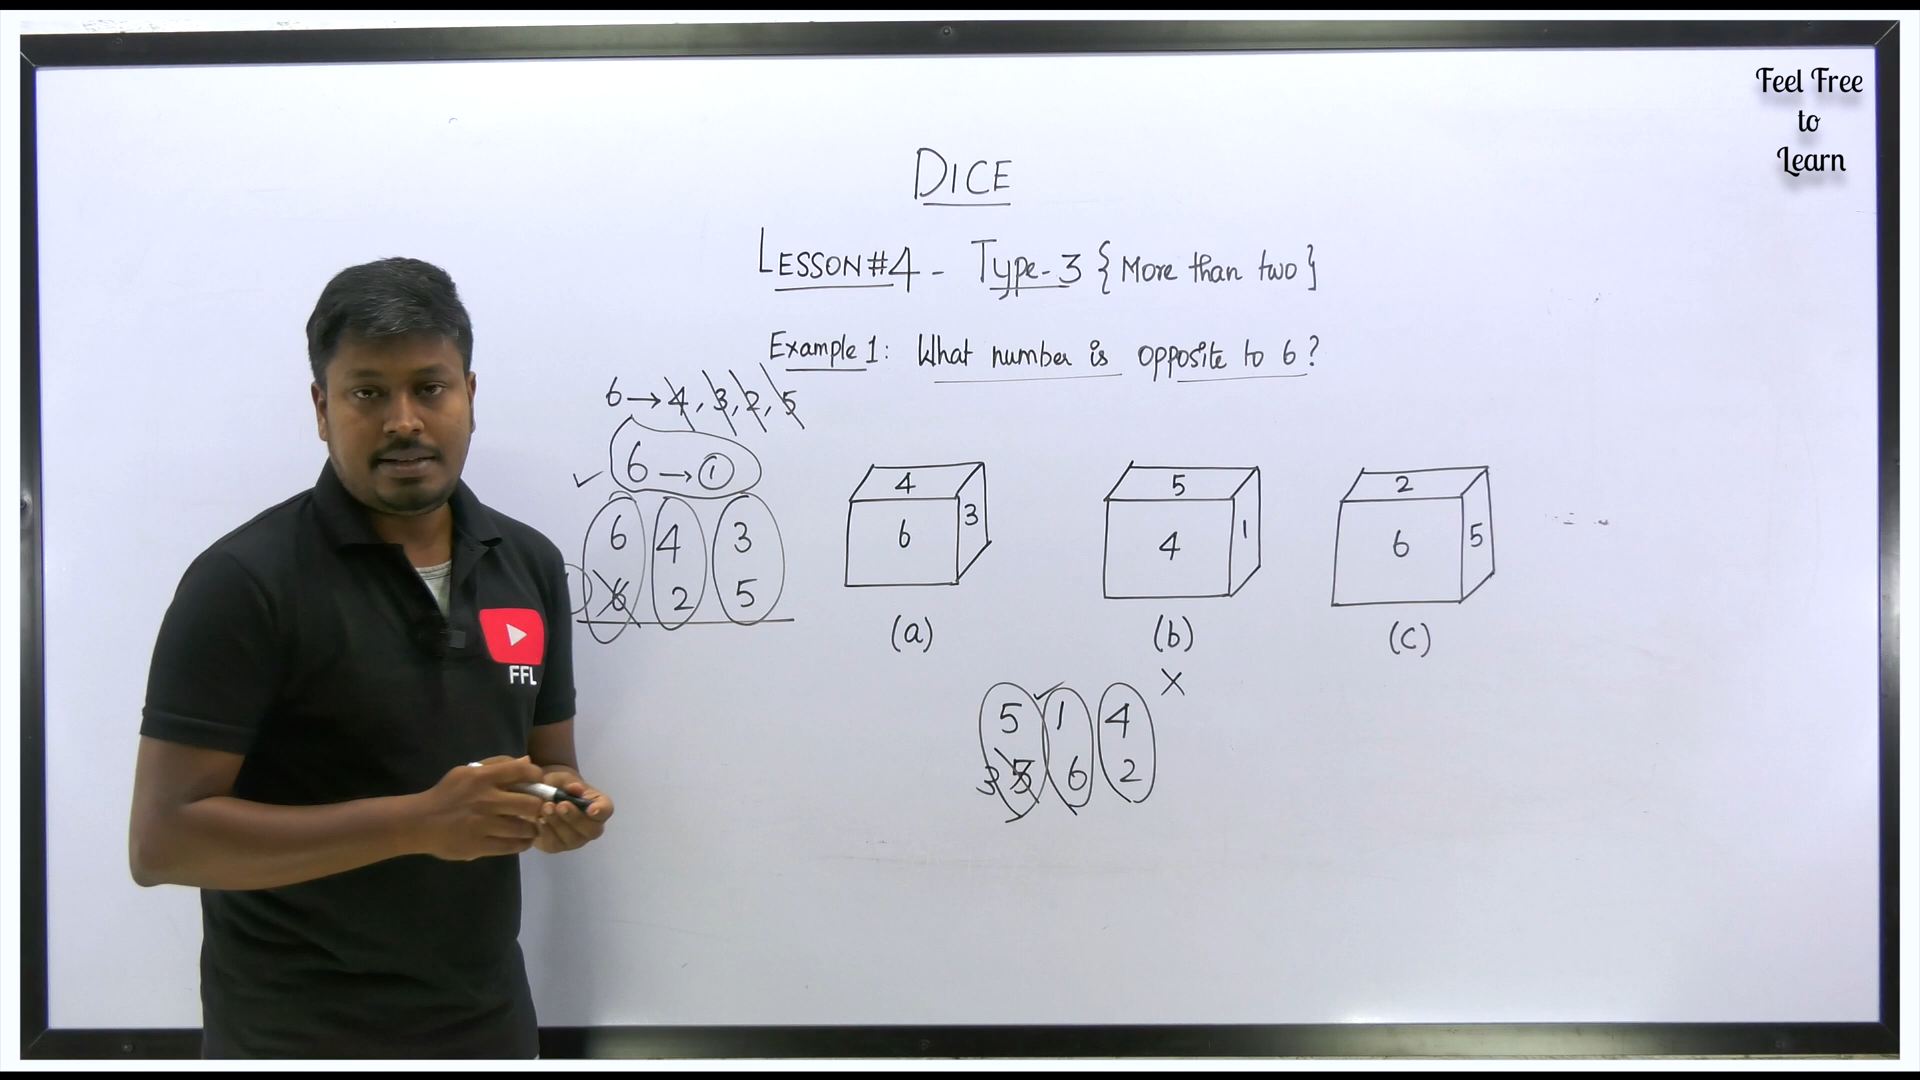 Feel Free
to
Learn
DICE
LESSON#4 - Type-3 {More than two}
Example 1: What number is opposite to 6?
6→4, 3, 2, 5
6→1
6 4 3
6 2 5
4
6 3
(a)
5
4 1
(b)
2
6 5
(c)
X
5 1 4
3 5 6 2
FFL